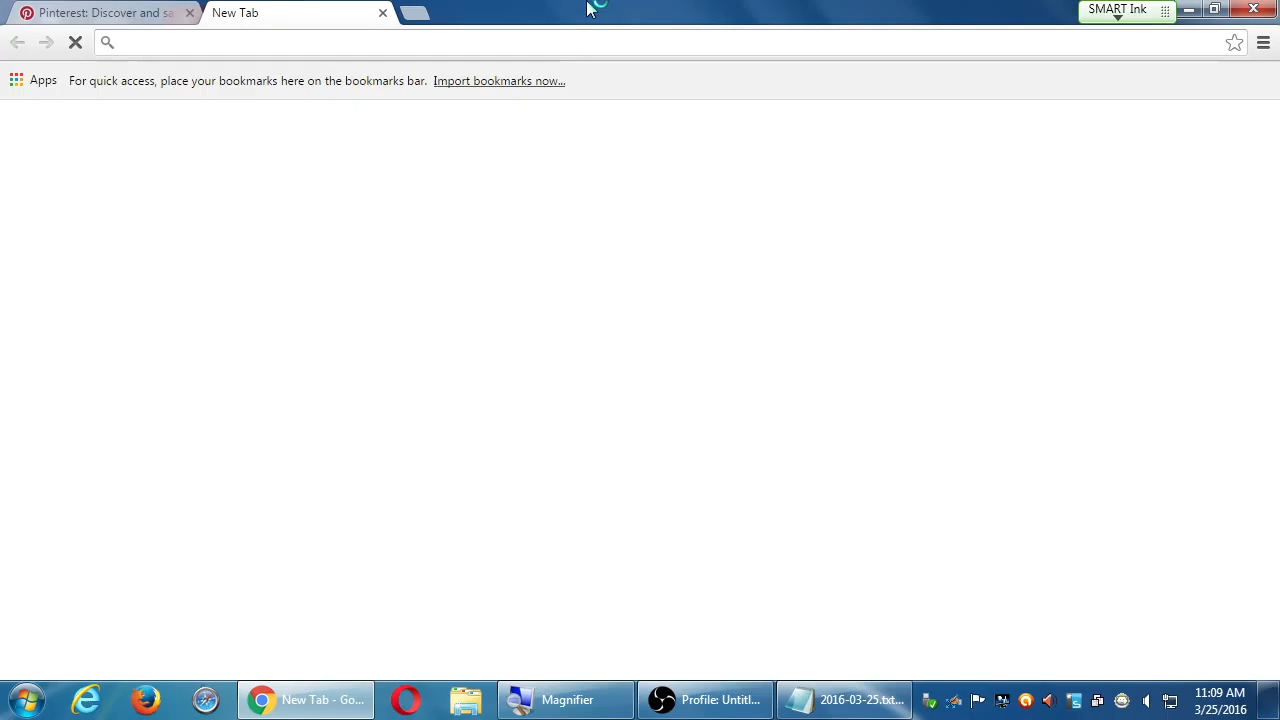 Pinterest: Discover and sa
New Tab
SMART Ink
Apps
For quick access, place your bookmarks here on the bookmarks bar.
Import bookmarks now...
New Tab - Go...
Magnifier
Profile: Untitl...
2016-03-25.txt...
11:09 AM
3/25/2016